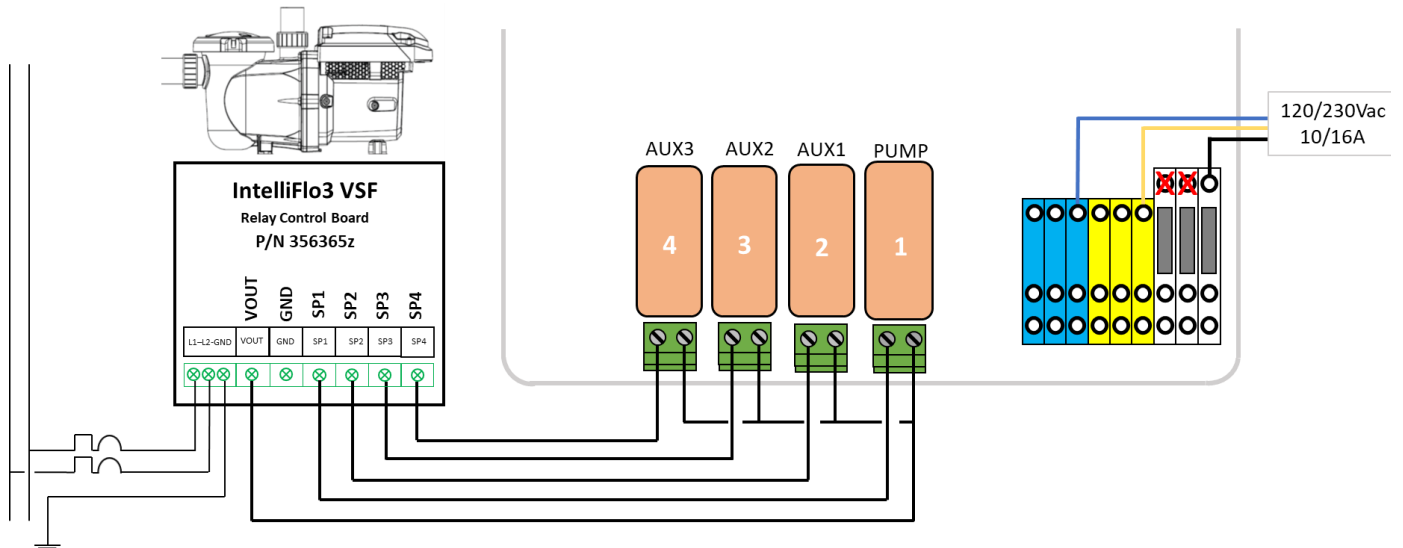 120/230Vac
10/16A
AUX3 AUX2 AUX1 PUMP
4 3 2 1
IntelliFlo3 VSF
Relay Control Board
P/N 356365z
VOUT GND SP1 SP2 SP3 SP4
L1–L2-GND VOUT GND SP1 SP2 SP3 SP4